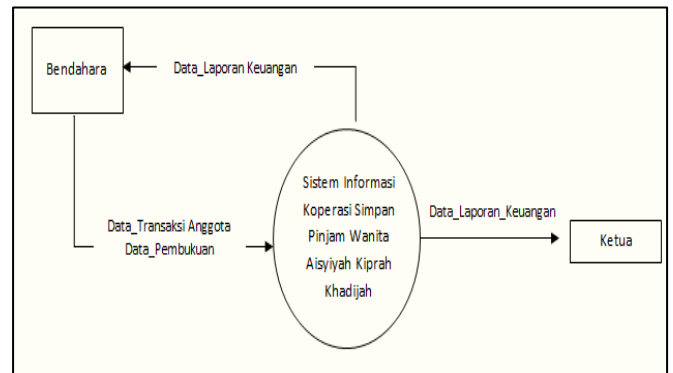 Bendahara
Data_Laporan Keuangan
Sistem Informasi
Koperasi Simpan
Pinjam Wanita
Aisyiyah Kiprah
Khadijah
Data_Transaksi Anggota
Data_Pembukuan
Data_Laporan_Keuangan
Ketua